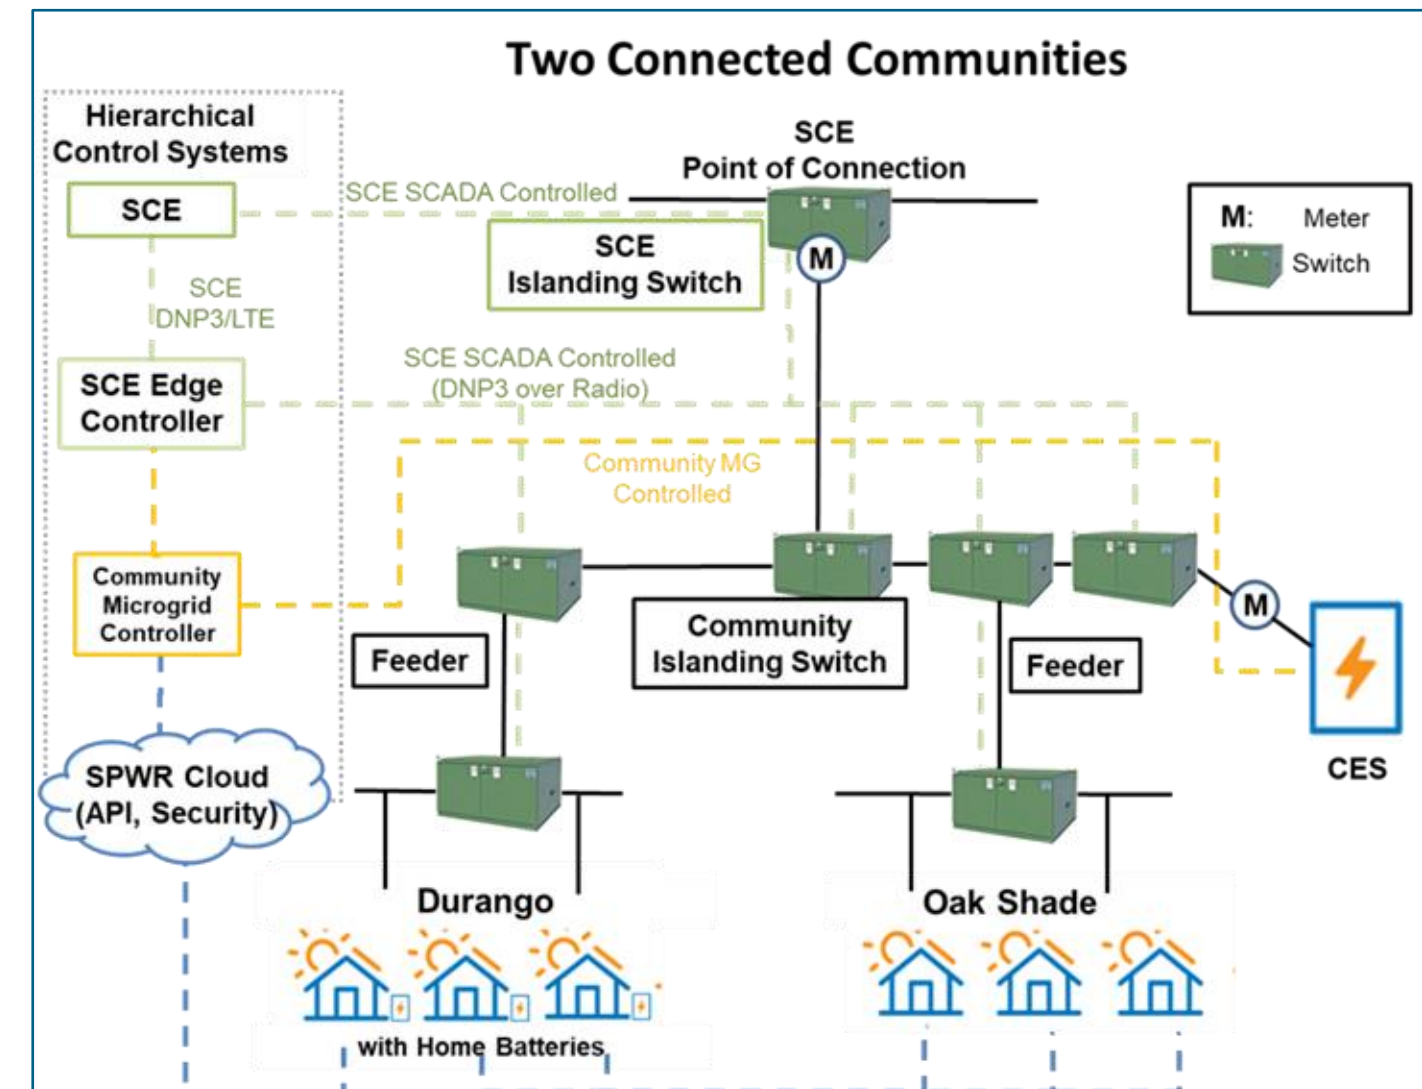 Two Connected Communities
Hierarchical
Control Systems
SCE
SCE
DNP3/LTE
SCE Edge
Controller
Community
Microgrid
Controller
SPWR Cloud
(API, Security)
SCE SCADA Controlled
SCE
Point of Connection
SCE
Islanding Switch
M
M: Meter
Switch
SCE SCADA Controlled
(DNP3 over Radio)
Community MG
Controlled
Feeder
Community
Islanding Switch
Feeder
M
CES
Durango
with Home Batteries
Oak Shade